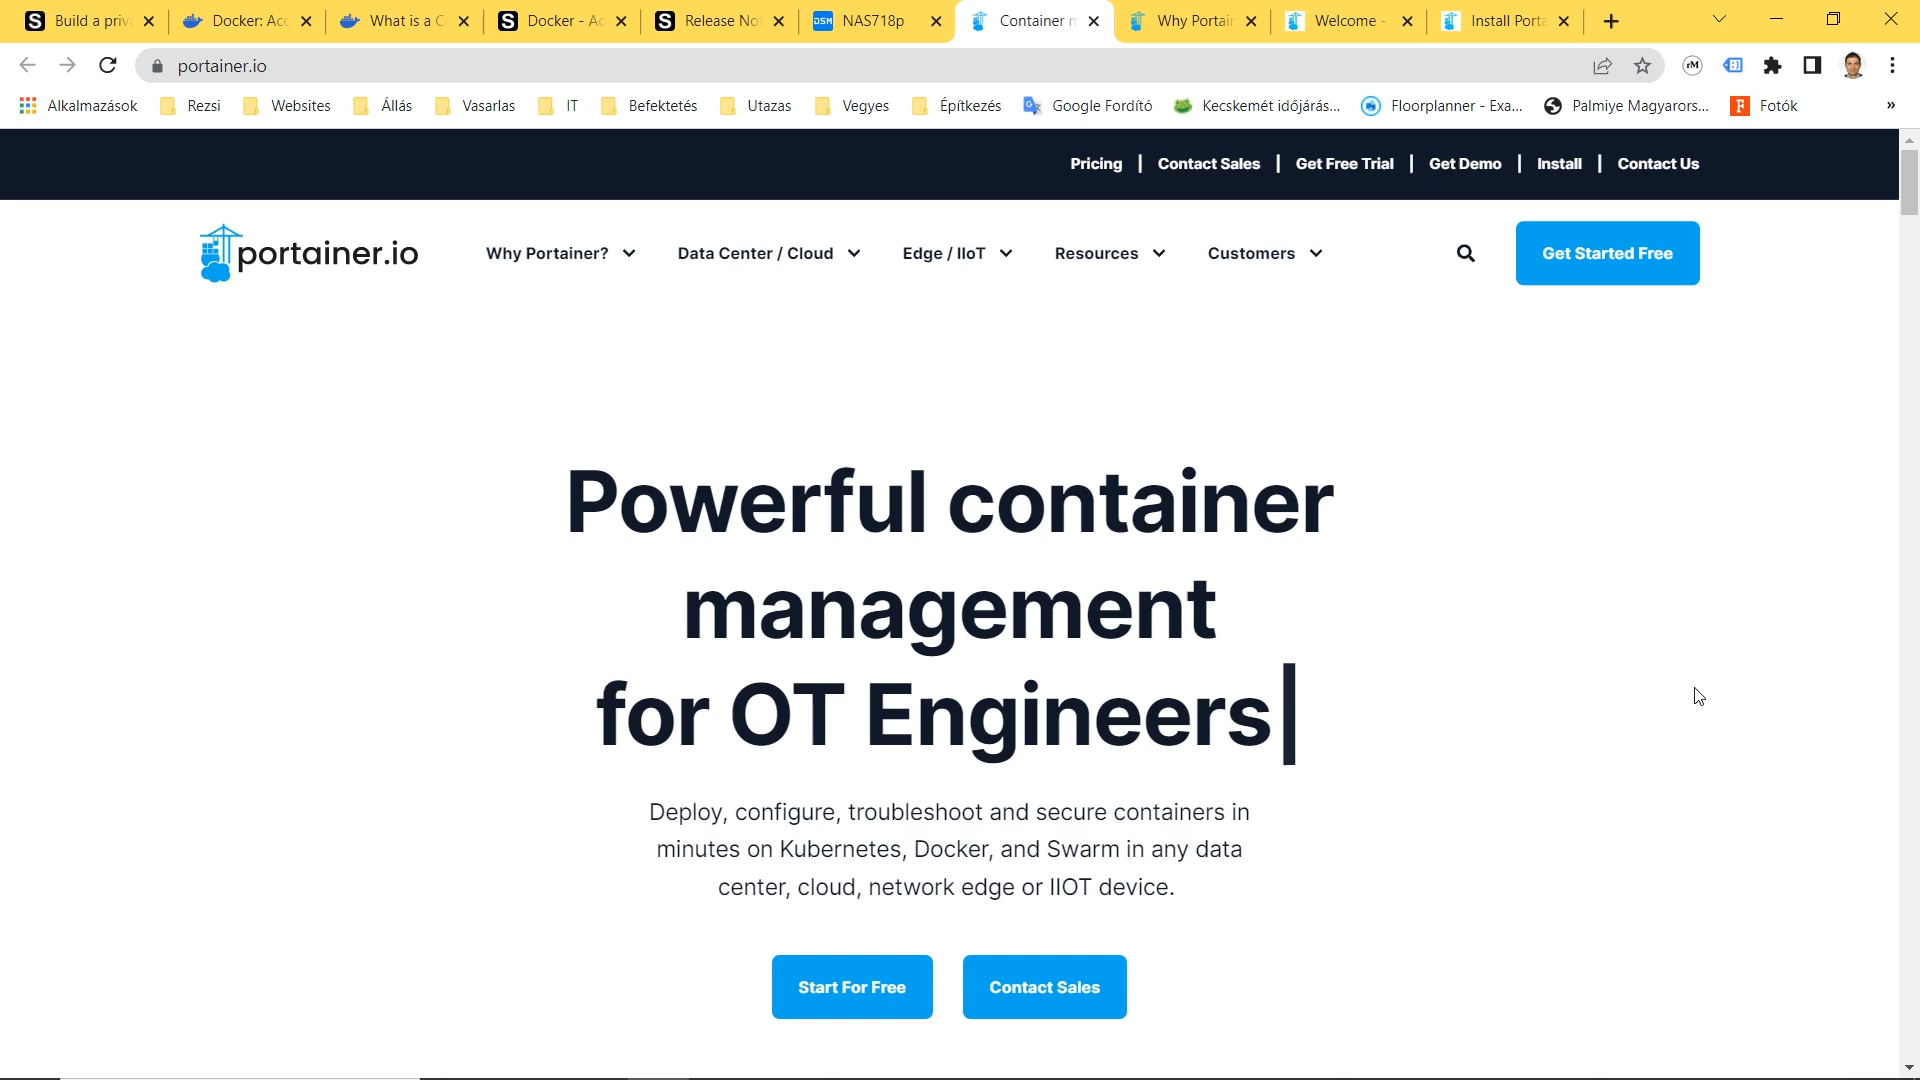 Build a priv
Docker: Acc
What is a Co
Docker - Ac
Release Not
NAS718p
Container m
Why Portain
Welcome -
Install Porta
portainer.io
rM
Alkalmazások
Rezsi
Websites
Állás
Vasarlas
IT
Befektetés
Utazas
Vegyes
Építkezés
Google Fordító
Kecskemét időjárás...
Floorplanner - Exa...
Palmiye Magyarors...
Fotók
»
Pricing | Contact Sales | Get Free Trial | Get Demo | Install | Contact Us
portainer.io
Why Portainer?
Data Center / Cloud
Edge / IIoT
Resources
Customers
Get Started Free
Powerful container
management
for OT Engineers|
Deploy, configure, troubleshoot and secure containers in
minutes on Kubernetes, Docker, and Swarm in any data
center, cloud, network edge or IIOT device.
Start For Free
Contact Sales